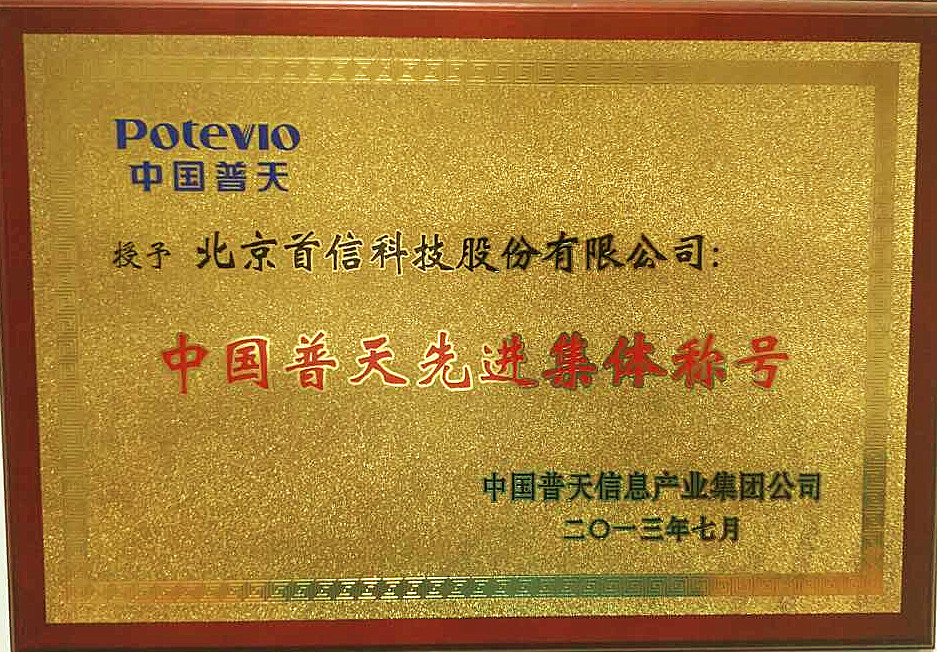 Potevio
中国普天
授予 北京首信科技股份有限公司:
中国普天先进集体称号
中国普天信息产业集团公司
二〇一三年七月